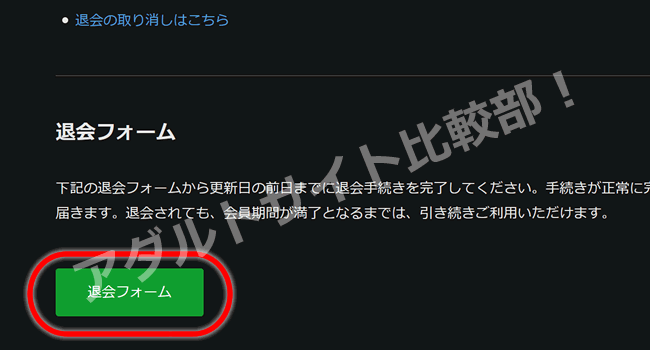 退会の取り消しはこちら
退会フォーム
下記の退会フォームから更新日の前日までに退会手続きを完了してください。手続きが正常に完
届きます。退会されても、会員期間が満了となるまでは、引き続きご利用いただけます。
退会フォーム
アダルトサイト比較部!